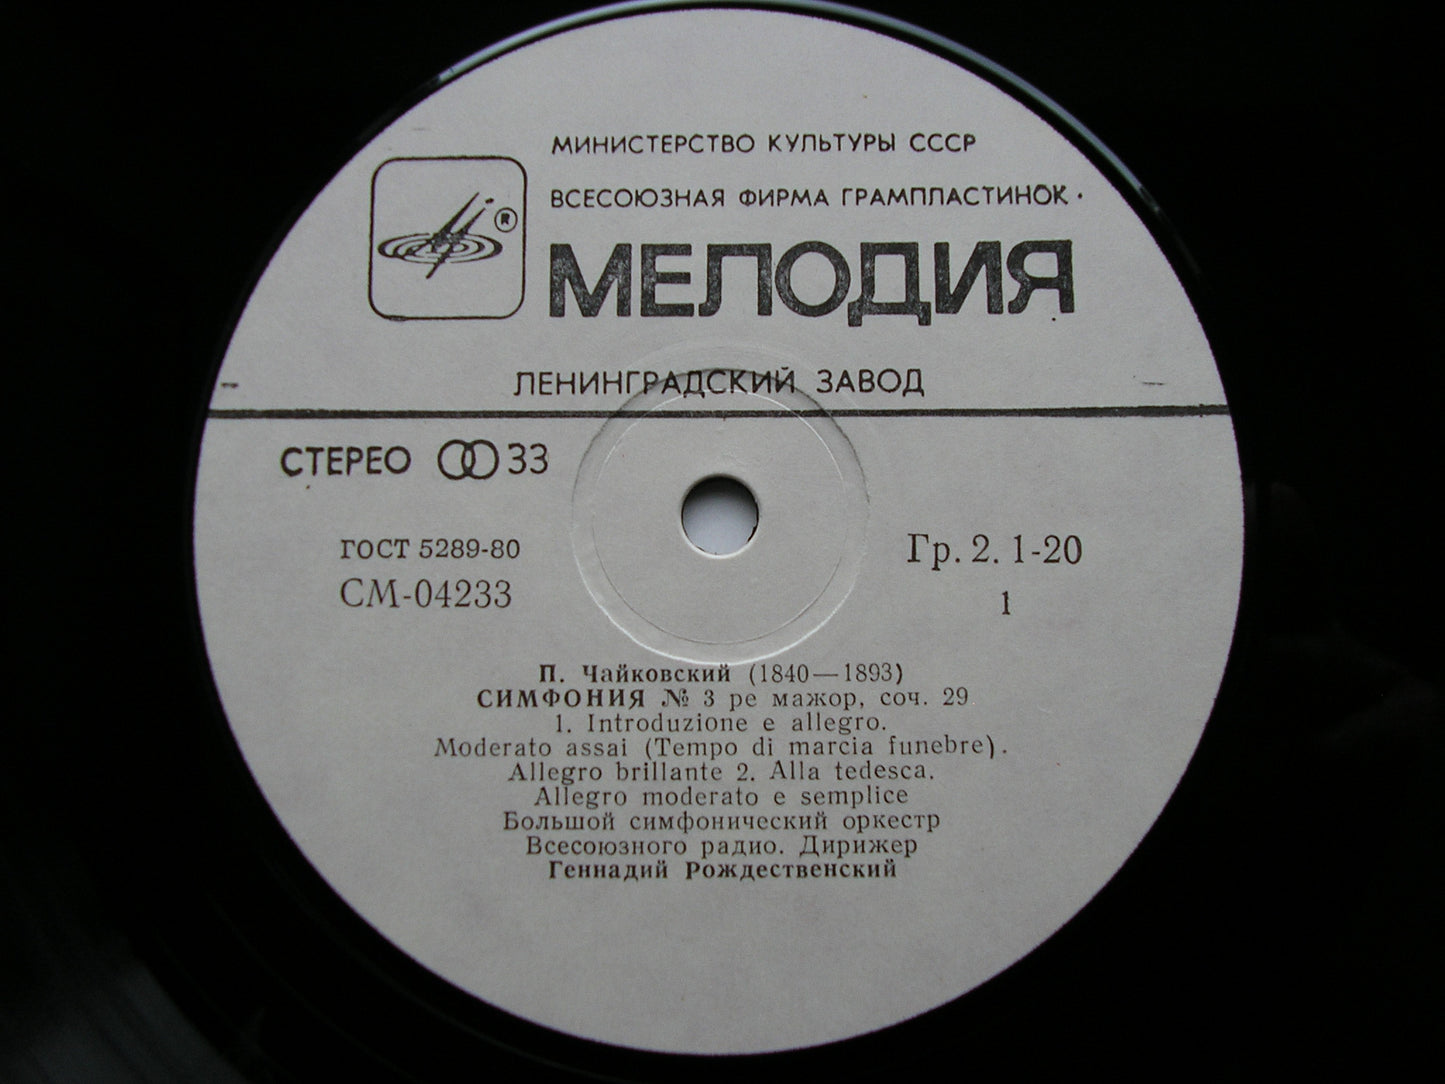 МИНИСТЕРСТВО КУЛЬТУРЫ СССР
ВСЕСОЮЗНАЯ ФИРМА ГРАМПЛАСТИНОК
®
МЕЛОДИЯ
ЛЕНИНГРАДСКИЙ ЗАВОД
СТЕРЕО 33
ГОСТ 5289-80
СМ-04233
Гр. 2. 1-20
1
П. Чайковский (1840—1893)
СИМФОНИЯ № 3 ре мажор, соч. 29
1. Introduzione e allegro.
Moderato assai (Tempo di marcia funebre).
Allegro brillante 2. Alla tedesca.
Allegro moderato e semplice
Большой симфонический оркестр
Всесоюзного радио. Дирижер
Геннадий Рождественский